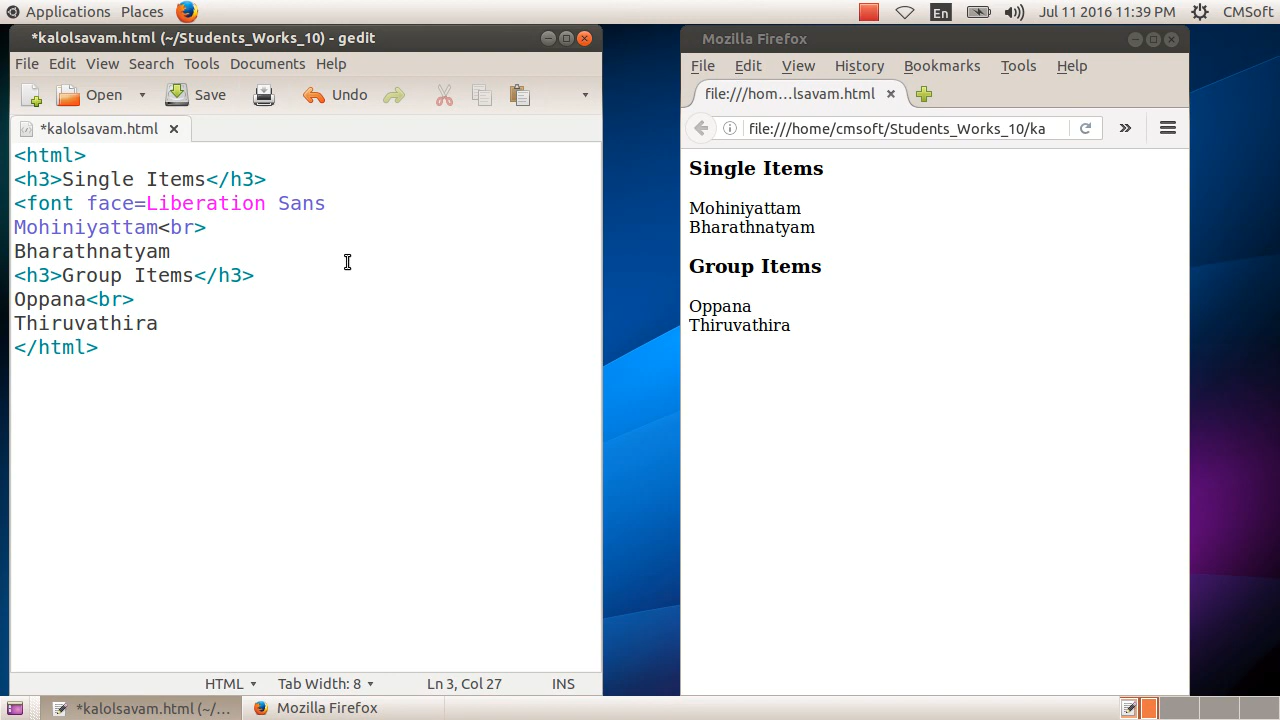 Applications Places
En Jul 11 2016 11:39 PM CMSoft
*kalolsavam.html (~/Students_Works_10) - gedit
File Edit View Search Tools Documents Help
Open Save Undo
*kalolsavam.html
<html>
<h3>Single Items</h3>
<font face=Liberation Sans
Mohiniyattam<br>
Bharathnatyam
<h3>Group Items</h3>
Oppana<br>
Thiruvathira
</html>
HTML Tab Width: 8 Ln 3, Col 27 INS
Mozilla Firefox
File Edit View History Bookmarks Tools Help
file:///hom...lsavam.html
file:///home/cmsoft/Students_Works_10/ka
Single Items
Mohiniyattam
Bharathnatyam
Group Items
Oppana
Thiruvathira
*kalolsavam.html (~/... Mozilla Firefox